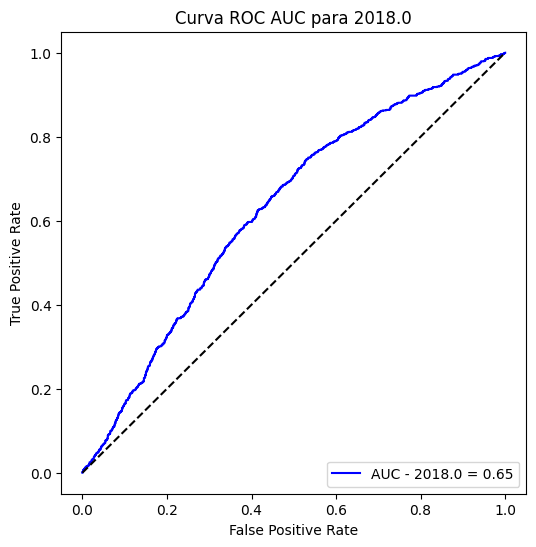 Curva ROC AUC para 2018.0
True Positive Rate
1.0
0.8
0.6
0.4
0.2
0.0
AUC - 2018.0 = 0.65
0.0 0.2 0.4 0.6 0.8 1.0
False Positive Rate